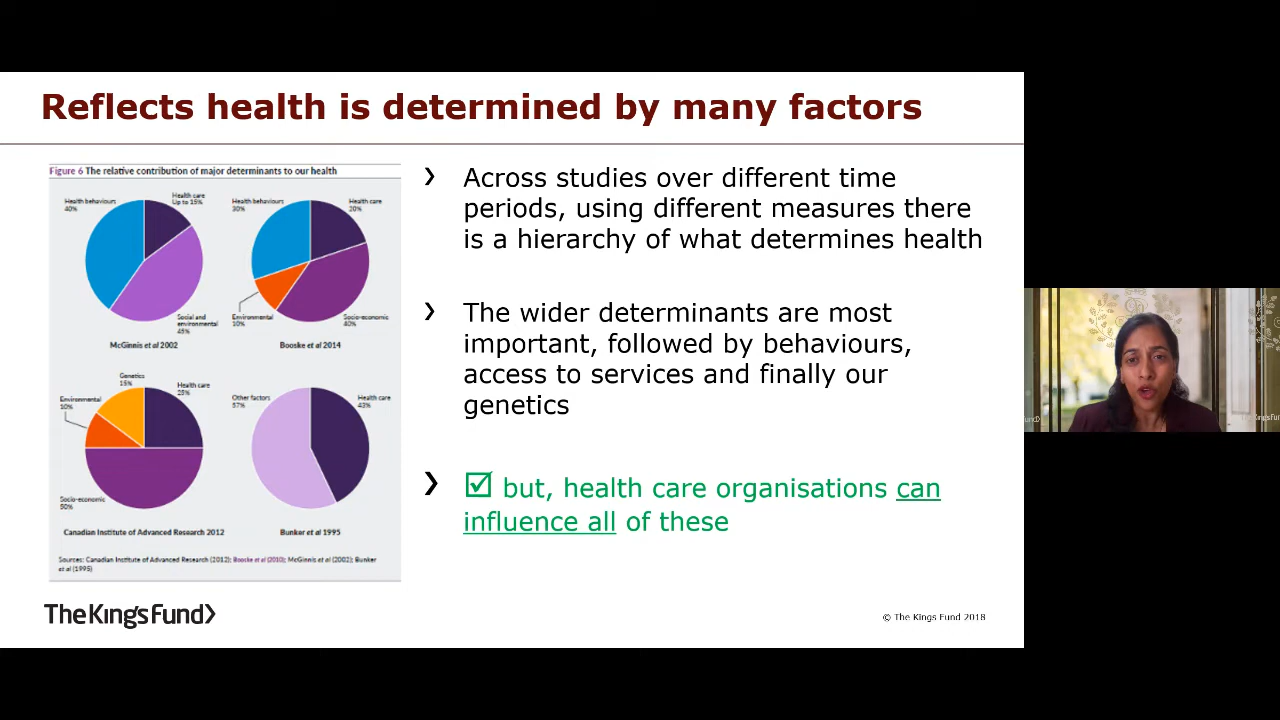 Reflects health is determined by many factors
Figure 6 The relative contribution of major determinants to our health
Health behaviours
40%
Health care
Up to 15%
Social and
environmental
45%
McGinnis et al 2002
Health behaviours
30%
Health care
20%
Environmental
10%
Socio-economic
40%
Booske et al 2014
Genetics
15%
Health care
25%
Environmental
10%
Socio-economic
50%
Canadian Institute of Advanced Research 2012
Other factors
57%
Health care
43%
Bunker et al 1995
Sources: Canadian Institute of Advanced Research (2012); Booske et al (2010); McGinnis et al (2002); Bunker
et al (1995)
› Across studies over different time
periods, using different measures there
is a hierarchy of what determines health
› The wider determinants are most
important, followed by behaviours,
access to services and finally our
genetics
› ☑ but, health care organisations can
influence all of these
TheKing'sFund›
© The Kings Fund 2018